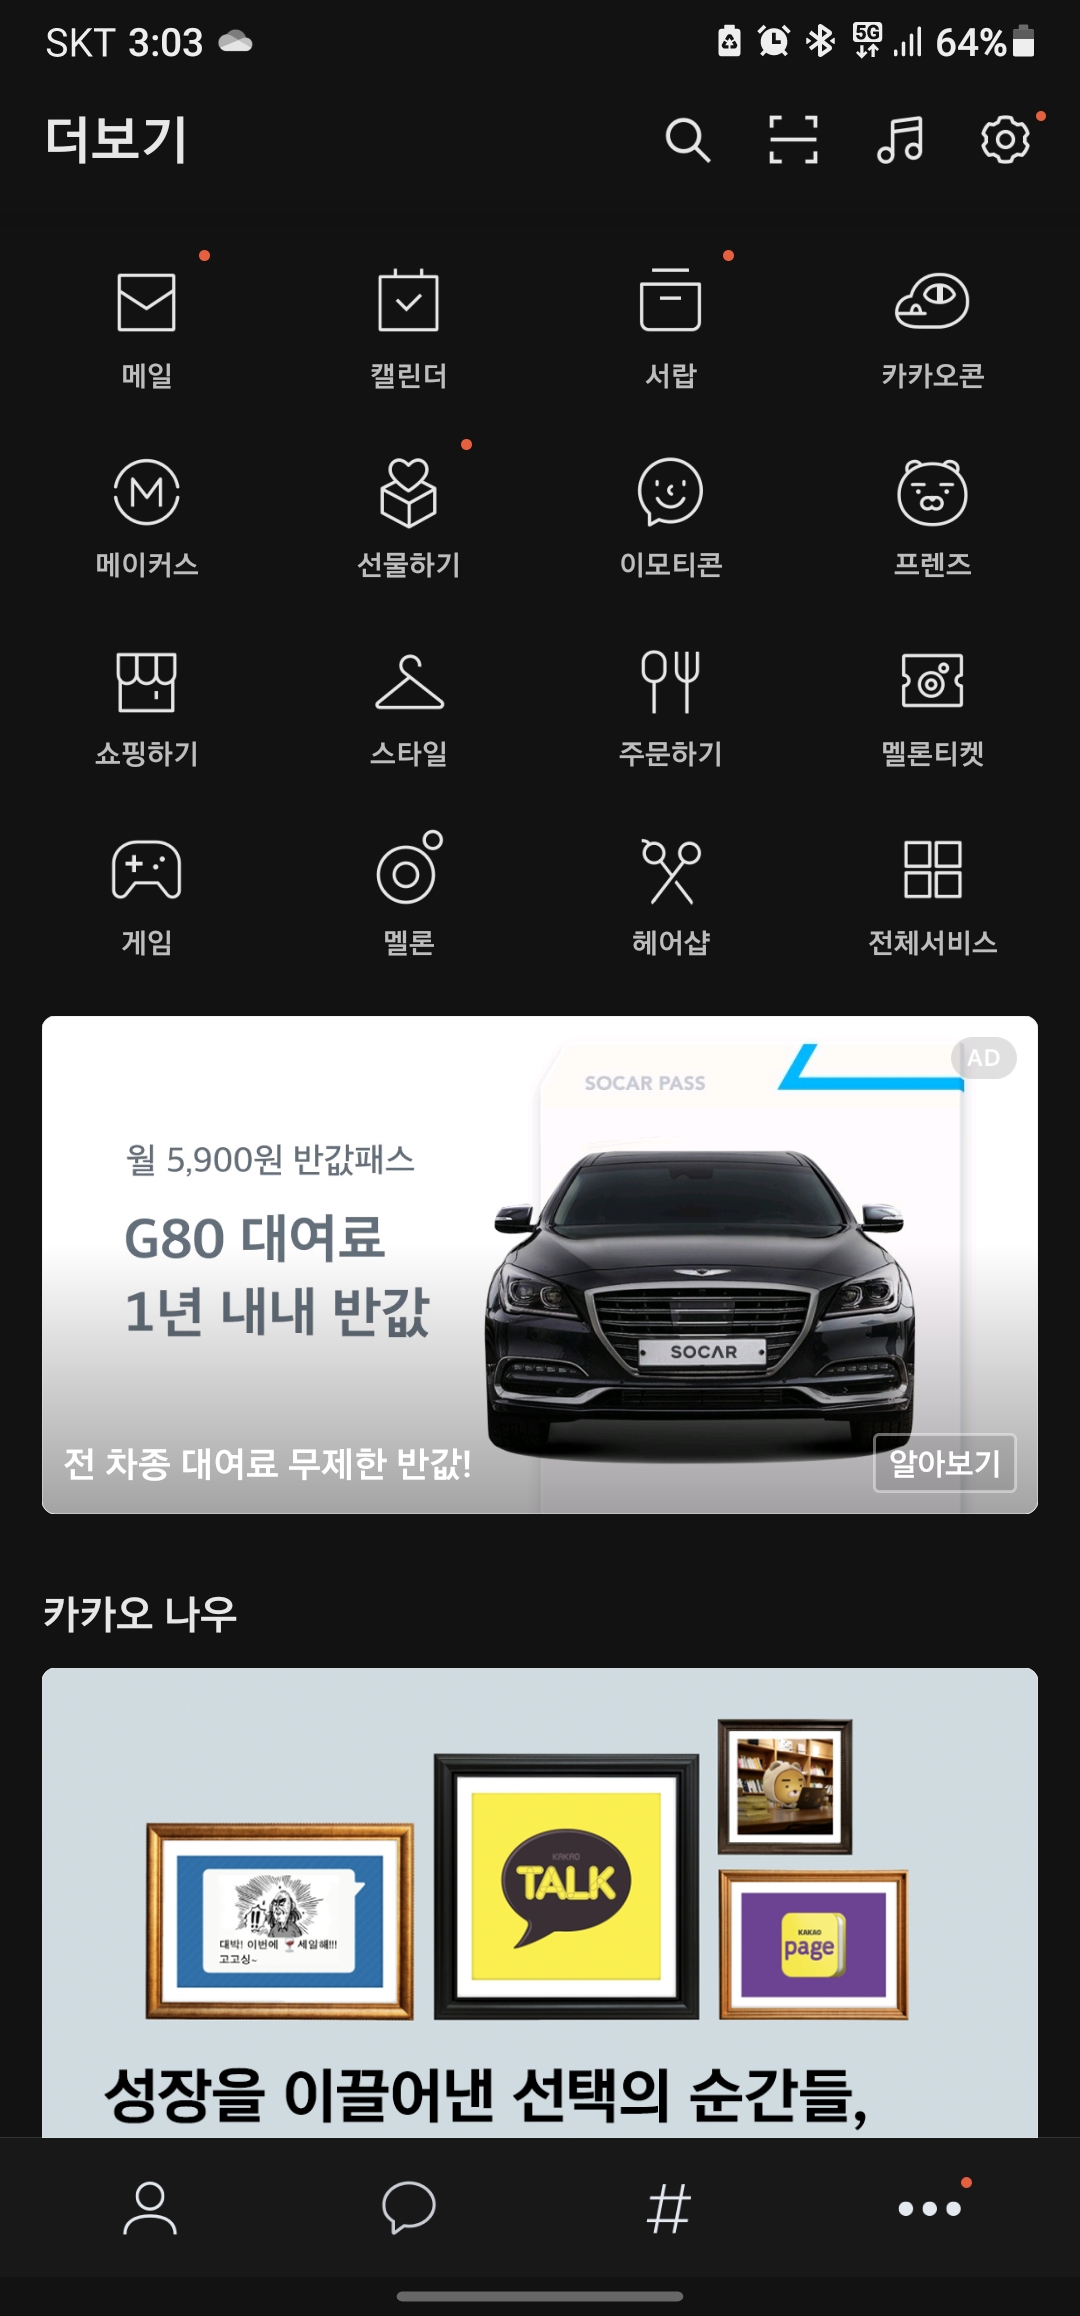 SKT 3:03
5G
64%
더보기
메일 캘린더 서랍 카카오콘
메이커스 선물하기 이모티콘 프렌즈
쇼핑하기 스타일 주문하기 멜론티켓
게임 멜론 헤어샵 전체서비스
AD
SOCAR PASS
월 5,900원 반값패스
G80 대여료
1년 내내 반값
SOCAR
전 차종 대여료 무제한 반값!
알아보기
카카오 나우
KAKAO
TALK
대박! 이번에 🍷세일해!!!
고고싱~
KAKAO
page
성장을 이끌어낸 선택의 순간들,
#